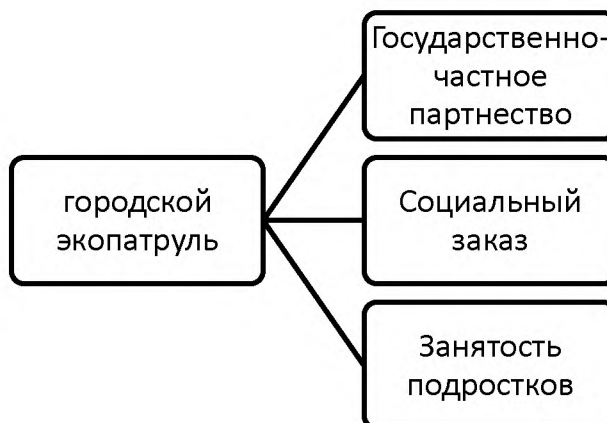 Государственно-
частное
партнество
городской
экопатруль
Социальный
заказ
Занятость
подростков